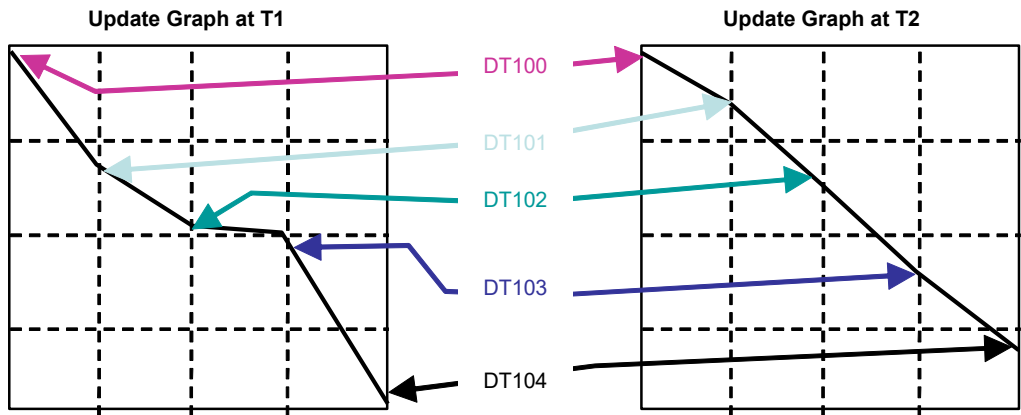 Update Graph at T1
Update Graph at T2
DT100
DT101
DT102
DT103
DT104